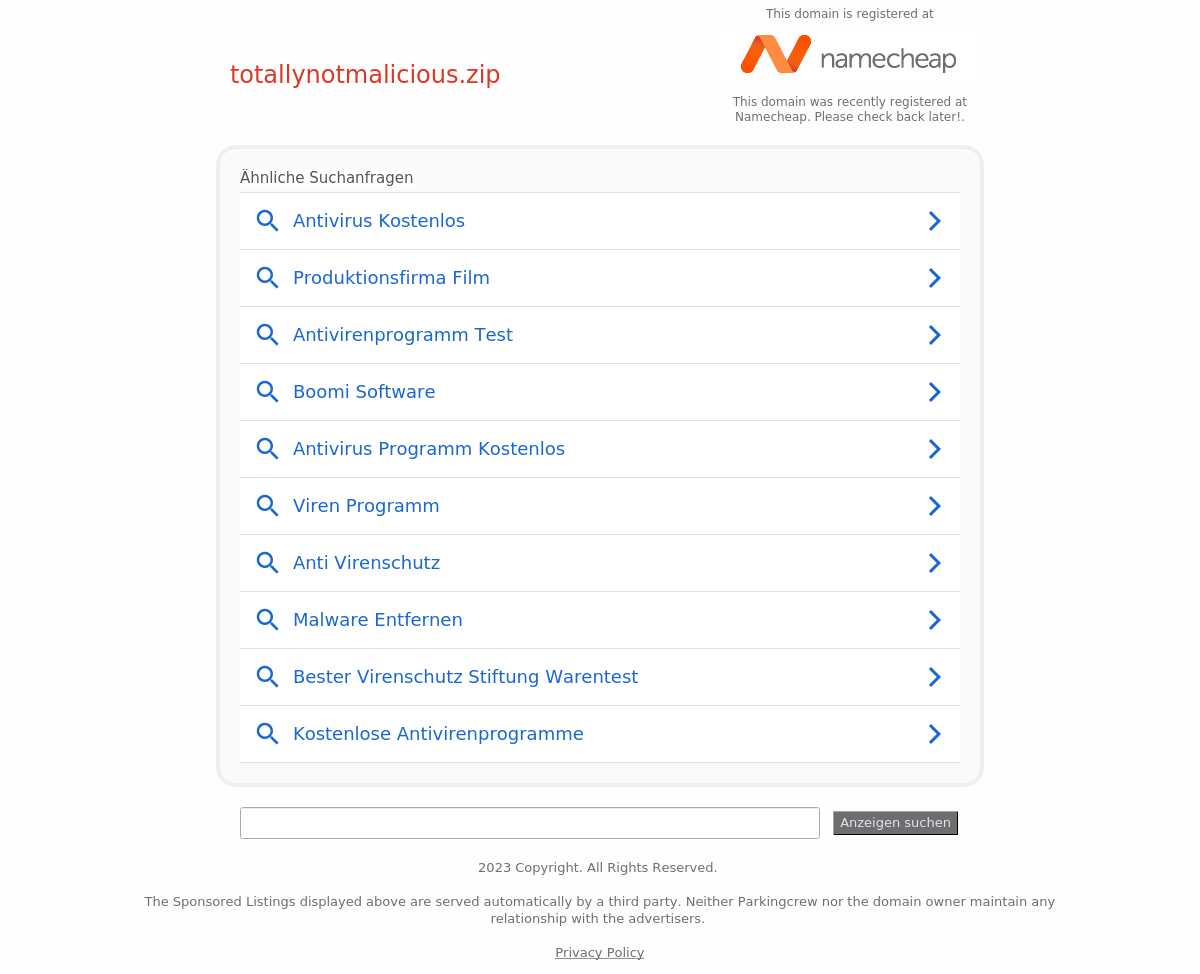 This domain is registered at
namecheap
totallynotmalicious.zip
This domain was recently registered at
Namecheap. Please check back later!.
Ähnliche Suchanfragen
Antivirus Kostenlos
Produktionsfirma Film
Antivirenprogramm Test
Boomi Software
Antivirus Programm Kostenlos
Viren Programm
Anti Virenschutz
Malware Entfernen
Bester Virenschutz Stiftung Warentest
Kostenlose Antivirenprogramme
Anzeigen suchen
2023 Copyright. All Rights Reserved.
The Sponsored Listings displayed above are served automatically by a third party. Neither Parkingcrew nor the domain owner maintain any
relationship with the advertisers.
Privacy Policy